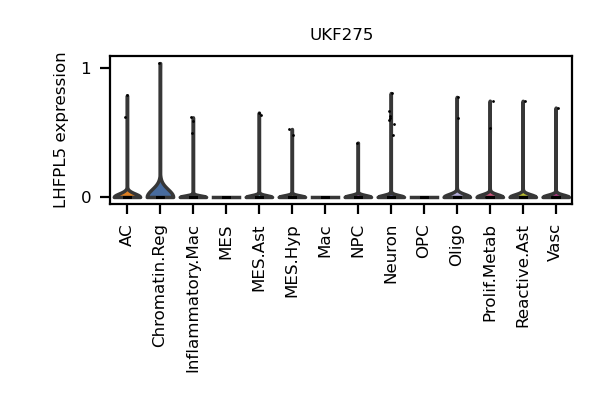 UKF275
LHFPL5 expression
1
0
AC
Chromatin.Reg
Inflammatory.Mac
MES
MES.Ast
MES.Hyp
Mac
NPC
Neuron
OPC
Oligo
Prolif.Metab
Reactive.Ast
Vasc